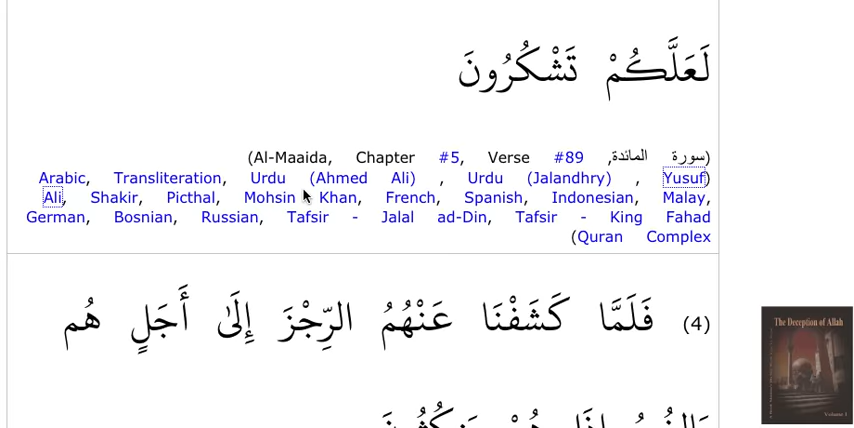 لَعَلَّكُمْ تَشْكُرُونَ
(سورة المائدة, Al-Maaida, Chapter #5, Verse #89)
(Arabic, Transliteration, Urdu (Ahmed Ali) , Urdu (Jalandhry) , Yusuf
Ali, Shakir, Picthal, Mohsin Khan, French, Spanish, Indonesian, Malay,
German, Bosnian, Russian, Tafsir - Jalal ad-Din, Tafsir - King Fahad
Quran Complex)
(4) فَلَمَّا كَشَفْنَا عَنْهُمُ الرِّجْزَ إِلَىٰ أَجَلٍ هُم
The Deception of Allah
Volume I